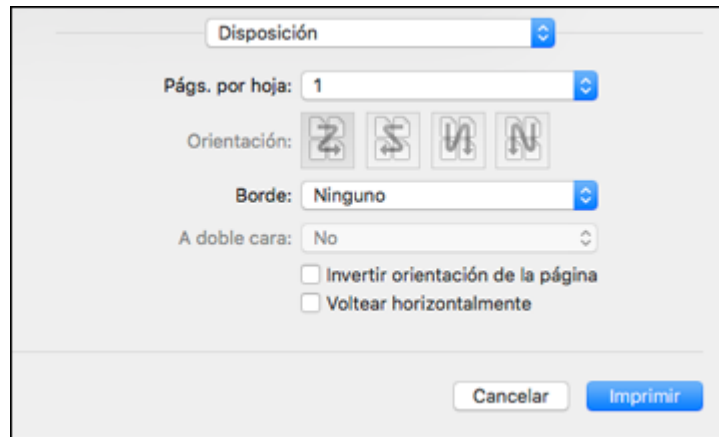 Disposición
Págs. por hoja: 1
Orientación:
Borde: Ninguno
A doble cara: No
Invertir orientación de la página
Voltear horizontalmente
Cancelar Imprimir